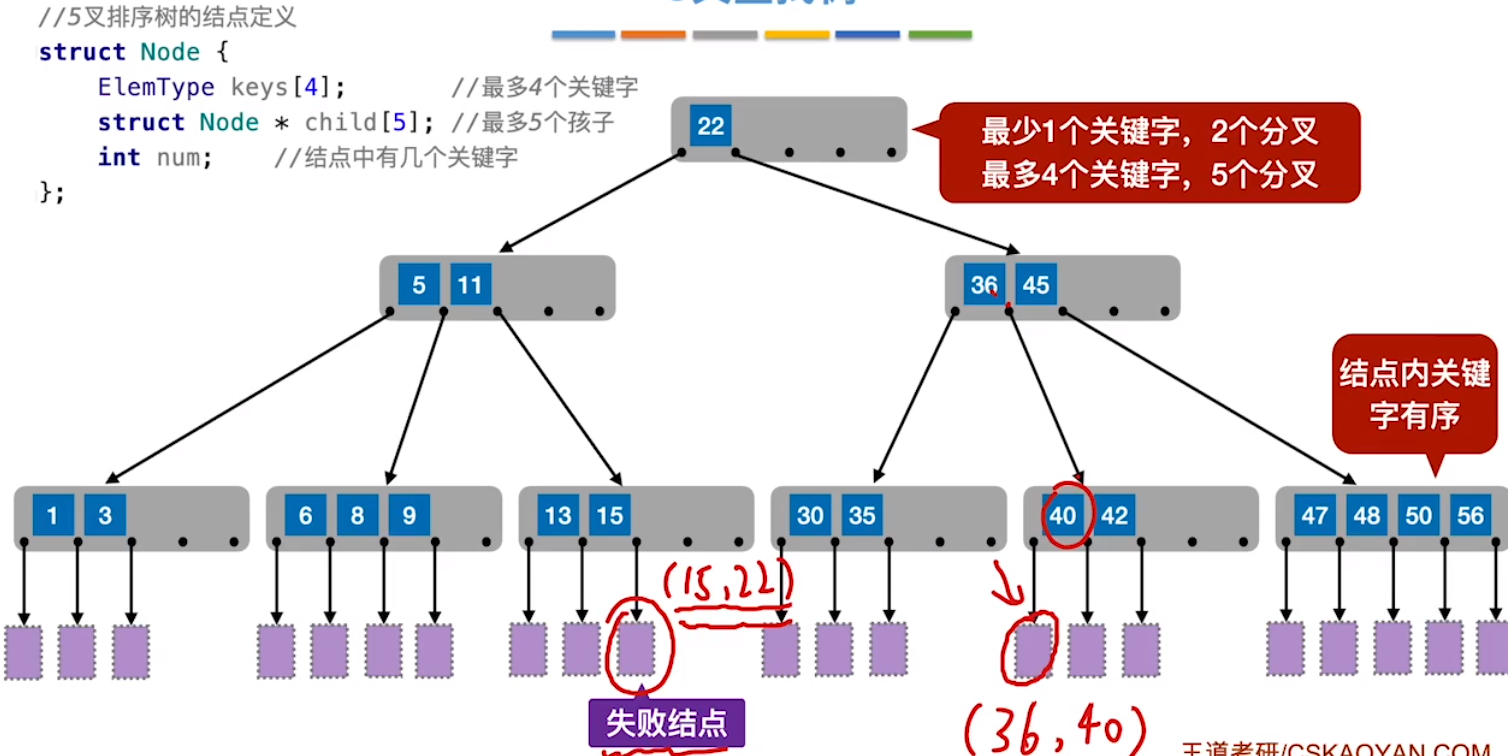 //5叉排序树的结点定义
struct Node {
ElemType keys[4]; //最多4个关键字
struct Node * child[5]; //最多5个孩子
int num; //结点中有几个关键字
};
22
最少1个关键字，2个分叉
最多4个关键字，5个分叉
5 11
36 45
结点内关键
字有序
1 3
6 8 9
13 15
30 35
40 42
47 48 50 56
(15,22)
失败结点
(36,40)
王道考研/CSKAOYAN.COM